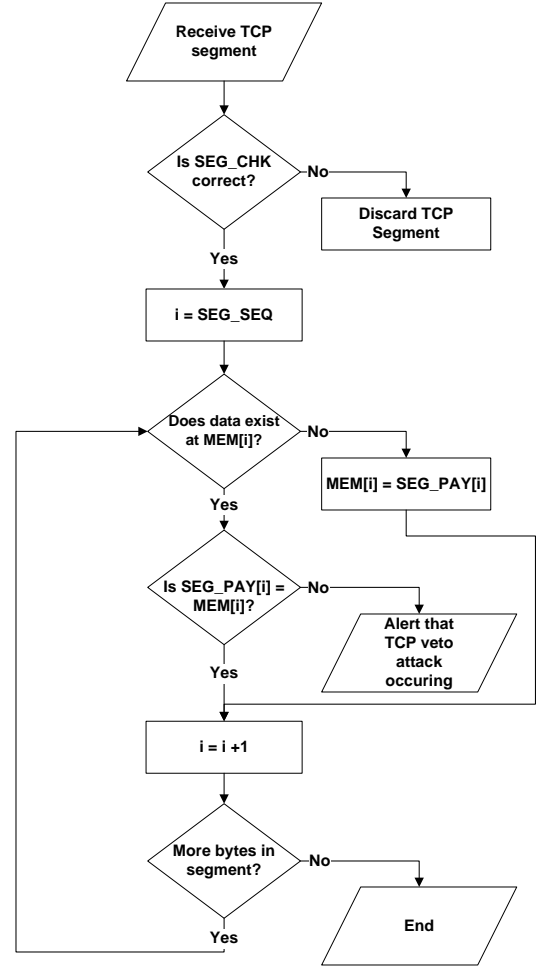 Receive TCP
segment
Is SEG_CHK
correct?
No
Discard TCP
Segment
Yes
i = SEG_SEQ
Does data exist
at MEM[i]?
No
MEM[i] = SEG_PAY[i]
Yes
Is SEG_PAY[i] =
MEM[i]?
No
Alert that
TCP veto
attack
occuring
Yes
i = i +1
More bytes in
segment?
No
End
Yes